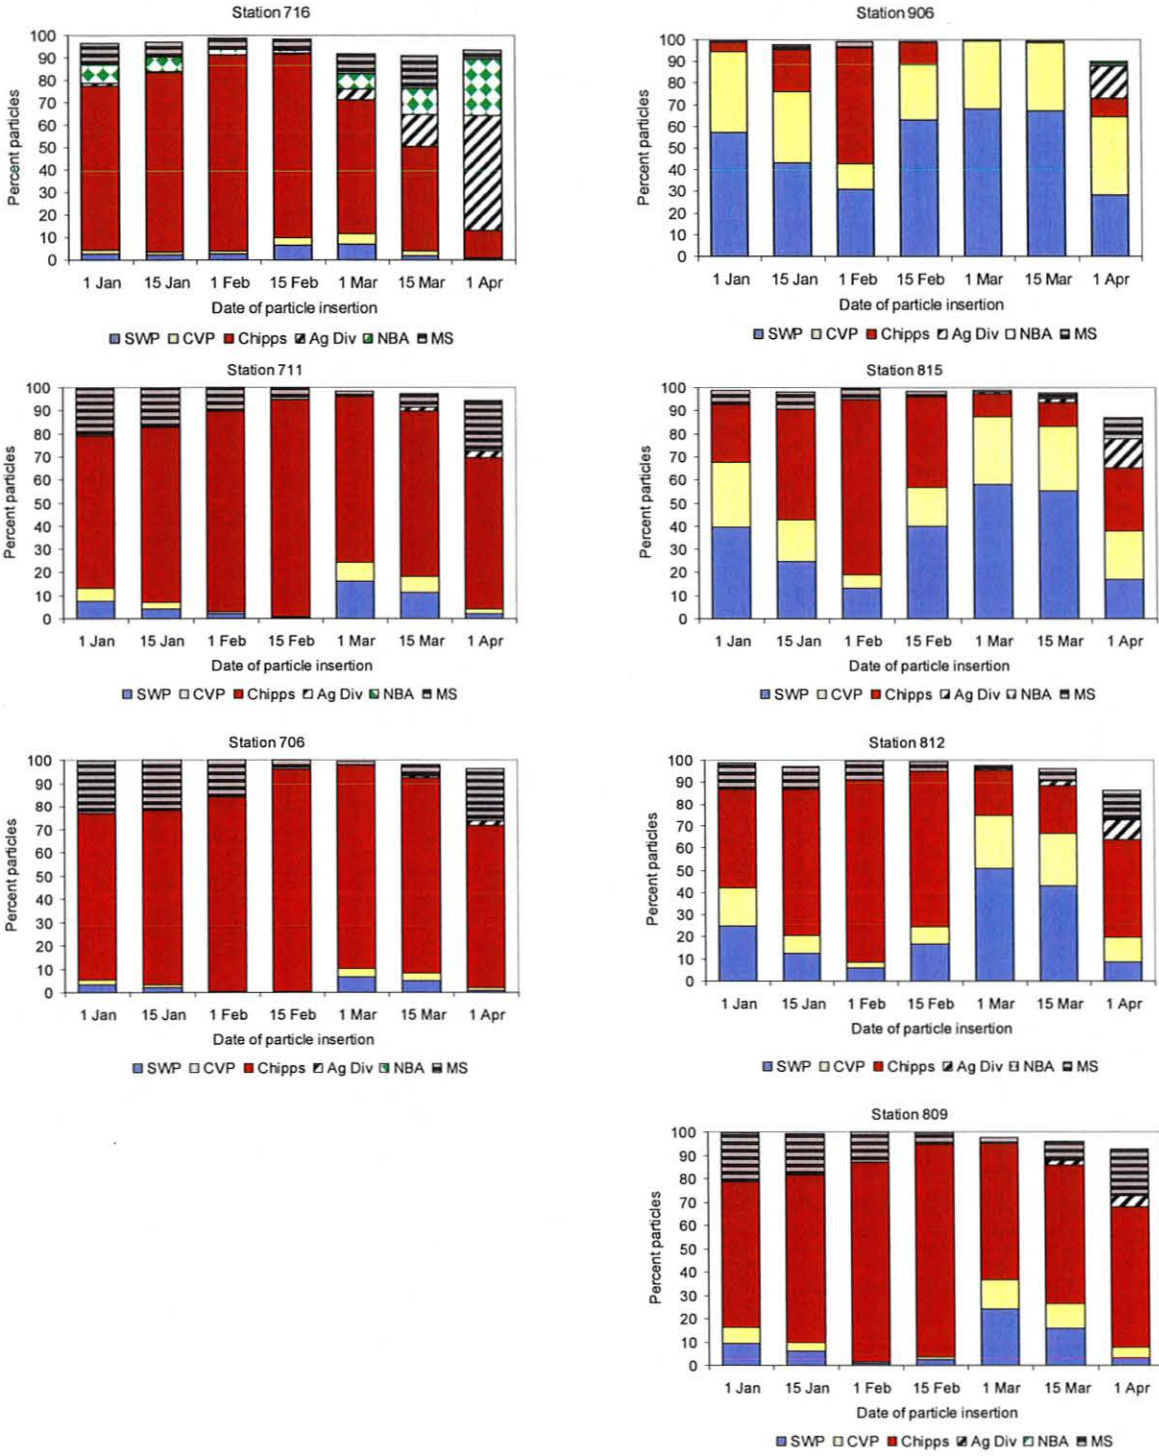 Station 716
Percent particles
100
90
80
70
60
50
40
30
20
10
0
1 Jan 15 Jan 1 Feb 15 Feb 1 Mar 15 Mar 1 Apr
Date of particle insertion
SWP CVP Chipps Ag Div NBA MS
Station 711
Percent particles
100
90
80
70
60
50
40
30
20
10
0
1 Jan 15 Jan 1 Feb 15 Feb 1 Mar 15 Mar 1 Apr
Date of particle insertion
SWP CVP Chipps Ag Div NBA MS
Station 706
Percent particles
100
90
80
70
60
50
40
30
20
10
0
1 Jan 15 Jan 1 Feb 15 Feb 1 Mar 15 Mar 1 Apr
Date of particle insertion
SWP CVP Chipps Ag Div NBA MS
Station 906
Percent particles
100
90
80
70
60
50
40
30
20
10
0
1 Jan 15 Jan 1 Feb 15 Feb 1 Mar 15 Mar 1 Apr
Date of particle insertion
SWP CVP Chipps Ag Div NBA MS
Station 815
Percent particles
100
90
80
70
60
50
40
30
20
10
0
1 Jan 15 Jan 1 Feb 15 Feb 1 Mar 15 Mar 1 Apr
Date of particle insertion
SWP CVP Chipps Ag Div NBA MS
Station 812
Percent particles
100
90
80
70
60
50
40
30
20
10
0
1 Jan 15 Jan 1 Feb 15 Feb 1 Mar 15 Mar 1 Apr
Date of particle insertion
SWP CVP Chipps Ag Div NBA MS
Station 809
Percent particles
100
90
80
70
60
50
40
30
20
10
0
1 Jan 15 Jan 1 Feb 15 Feb 1 Mar 15 Mar 1 Apr
Date of particle insertion
SWP CVP Chipps Ag Div NBA MS